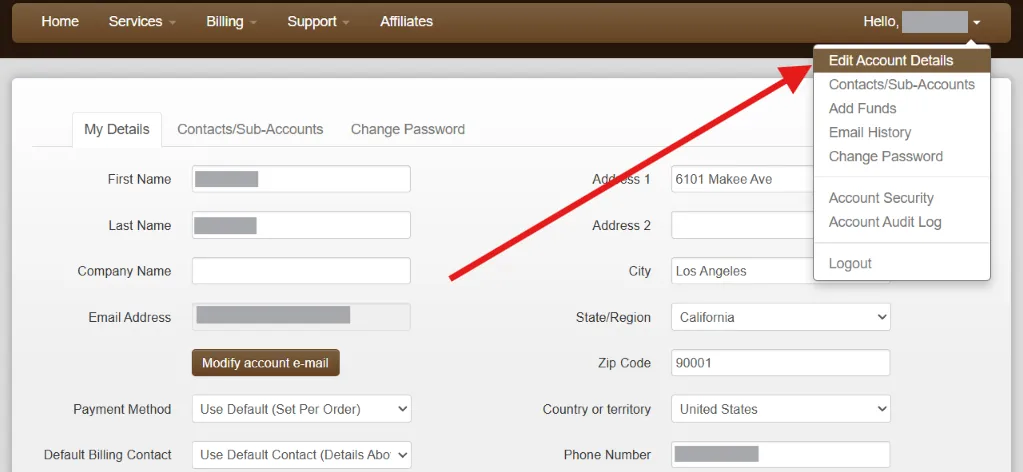 Home Services Billing Support Affiliates Hello,
Edit Account Details
Contacts/Sub-Accounts
Add Funds
Email History
Change Password
Account Security
Account Audit Log
Logout
My Details Contacts/Sub-Accounts Change Password
First Name
Last Name
Company Name
Email Address
Modify account e-mail
Payment Method Use Default (Set Per Order)
Default Billing Contact Use Default Contact (Details Abo
Address 1 6101 Makee Ave
Address 2
City Los Angeles
State/Region California
Zip Code 90001
Country or territory United States
Phone Number